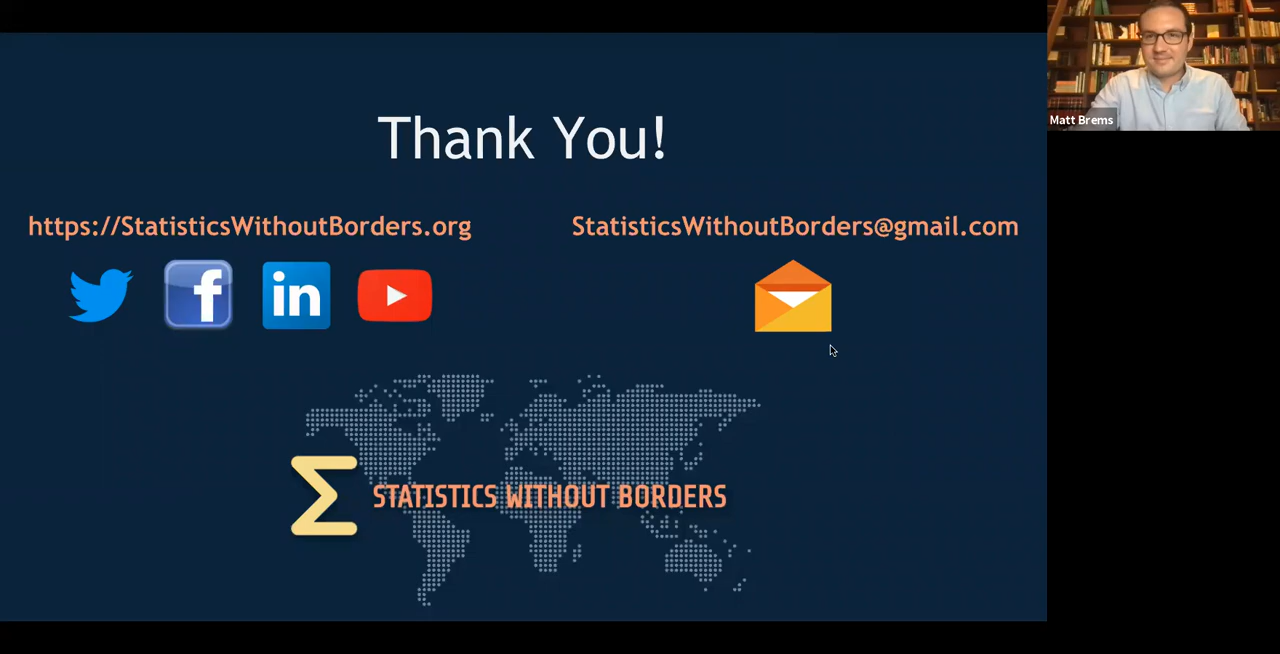 Thank You!
https://StatisticsWithoutBorders.org
StatisticsWithoutBorders@gmail.com
f
in
Σ STATISTICS WITHOUT BORDERS
Matt Brems